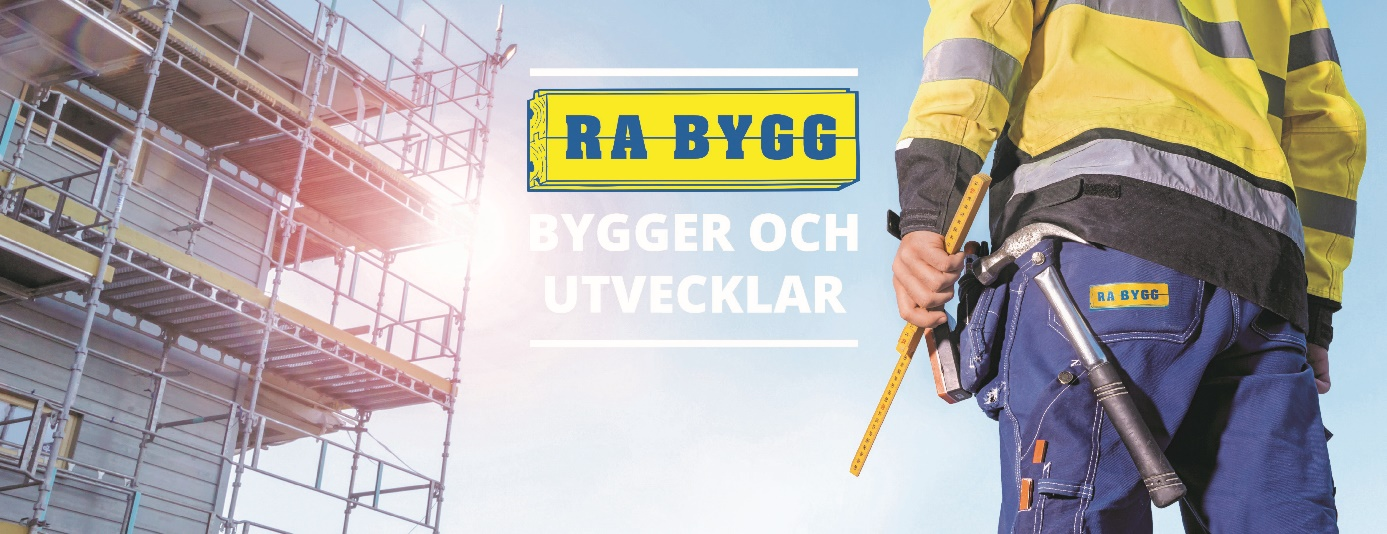 RA BYGG
BYGGER OCH
UTVECKLAR
RA BYGG